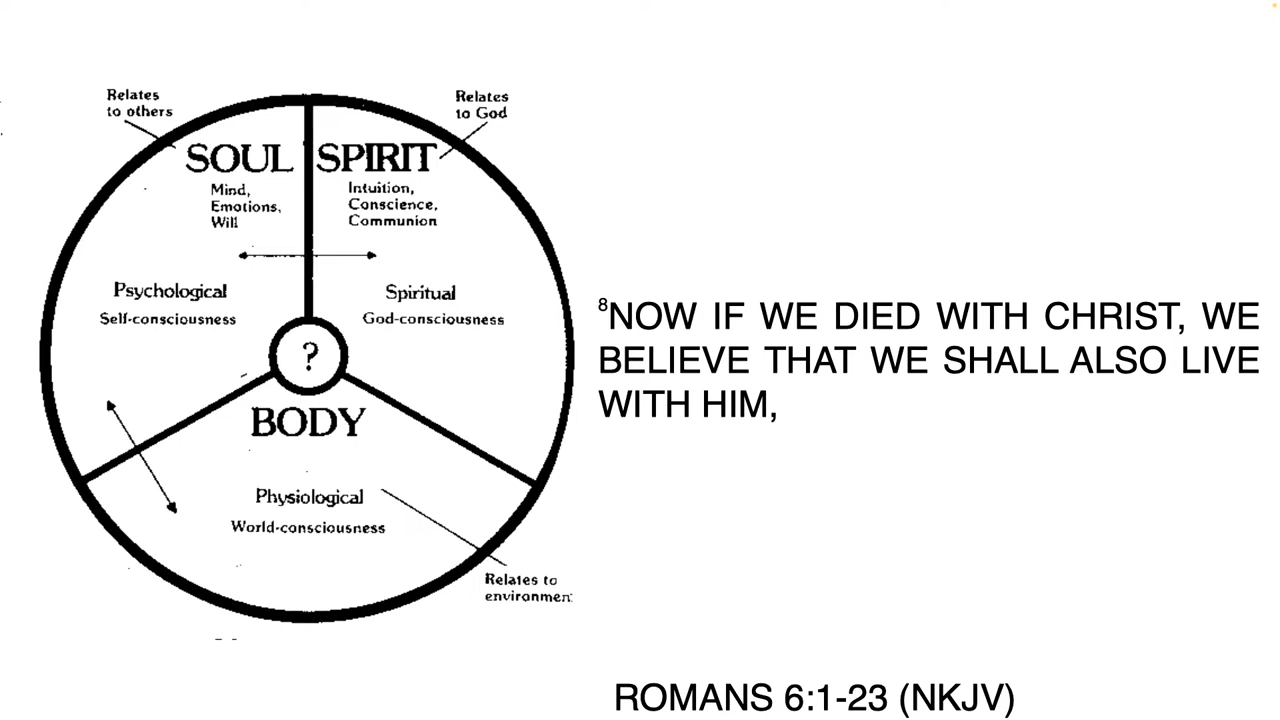 Relates
to others
Relates
to God
SOUL
SPIRIT
Mind,
Emotions,
Will
Intuition,
Conscience,
Communion
Psychological
Self-consciousness
Spiritual
God-consciousness
?
BODY
Physiological
World-consciousness
Relates to
environmen
8NOW IF WE DIED WITH CHRIST, WE
BELIEVE THAT WE SHALL ALSO LIVE
WITH HIM,
ROMANS 6:1-23 (NKJV)